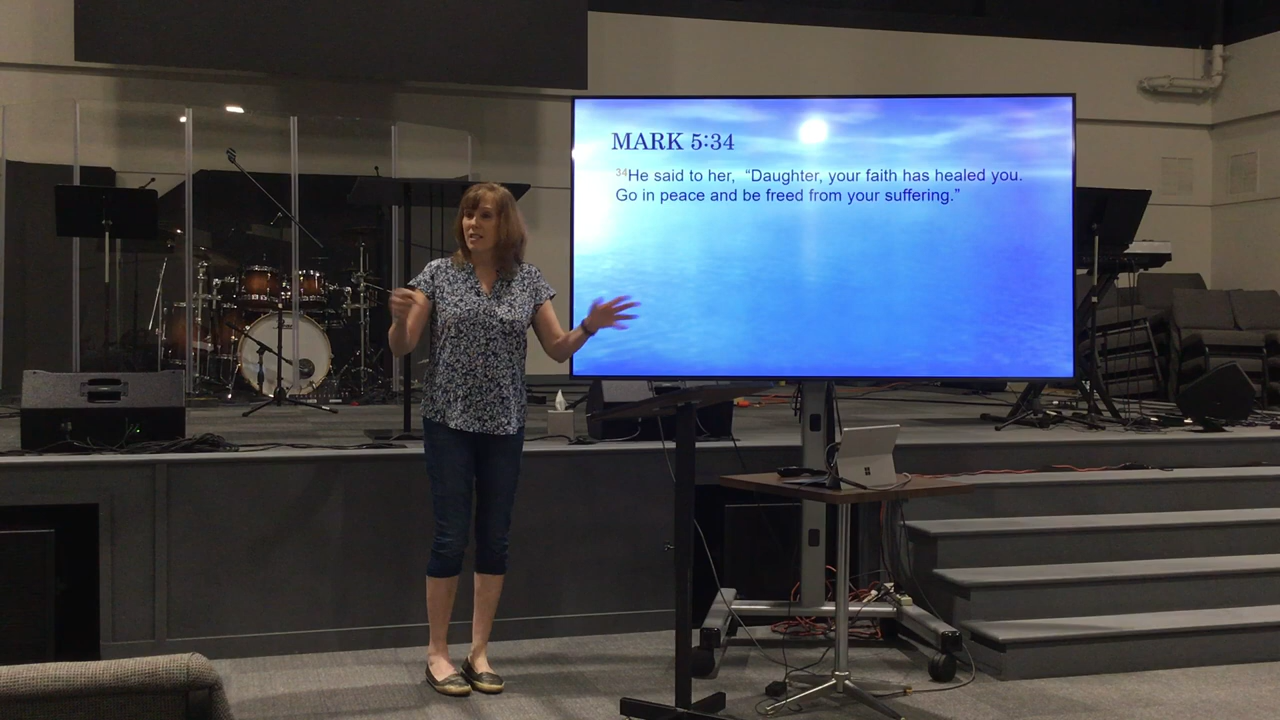 MARK 5:34
34He said to her, “Daughter, your faith has healed you.
Go in peace and be freed from your suffering.”